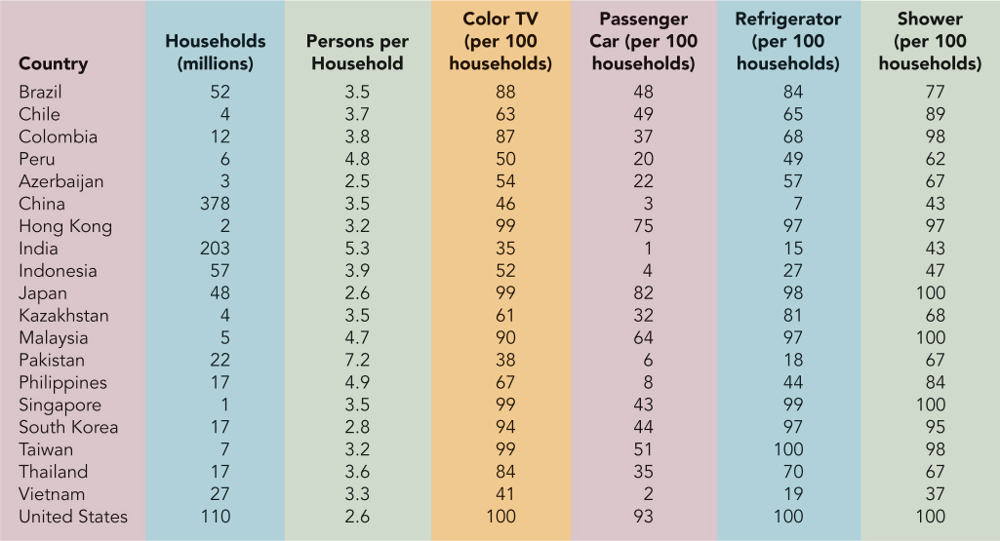 Country Households (millions) Persons per Household Color TV (per 100 households) Passenger Car (per 100 households) Refrigerator (per 100 households) Shower (per 100 households)
Brazil 52 3.5 88 48 84 77
Chile 4 3.7 63 49 65 89
Colombia 12 3.8 87 37 68 98
Peru 6 4.8 50 20 49 62
Azerbaijan 3 2.5 54 22 57 67
China 378 3.5 46 3 7 43
Hong Kong 2 3.2 99 75 97 97
India 203 5.3 35 1 15 43
Indonesia 57 3.9 52 4 27 47
Japan 48 2.6 99 82 98 100
Kazakhstan 4 3.5 61 32 81 68
Malaysia 5 4.7 90 64 97 100
Pakistan 22 7.2 38 6 18 67
Philippines 17 4.9 67 8 44 84
Singapore 1 3.5 99 43 99 100
South Korea 17 2.8 94 44 97 95
Taiwan 7 3.2 99 51 100 98
Thailand 17 3.6 84 35 70 67
Vietnam 27 3.3 41 2 19 37
United States 110 2.6 100 93 100 100